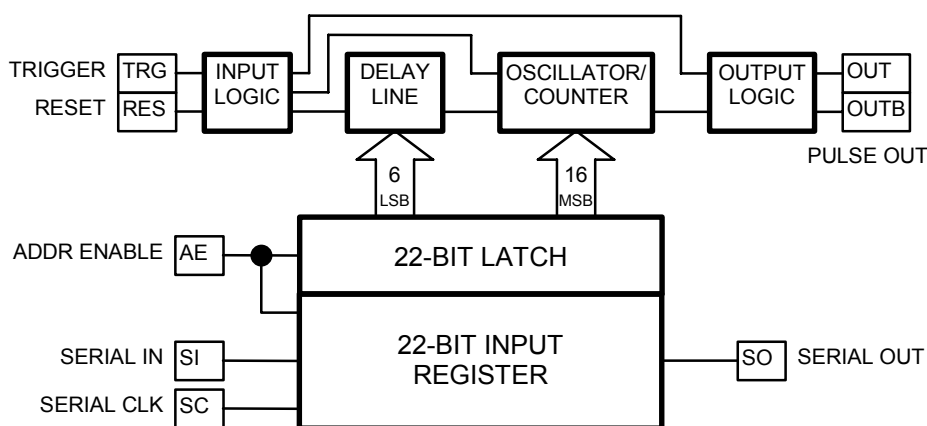 TRIGGER TRG INPUT LOGIC DELAY LINE OSCILLATOR/ COUNTER OUTPUT LOGIC OUT
RESET RES OUTB
PULSE OUT
6 LSB
16 MSB
ADDR ENABLE AE 22-BIT LATCH
SERIAL IN SI 22-BIT INPUT REGISTER SO SERIAL OUT
SERIAL CLK SC